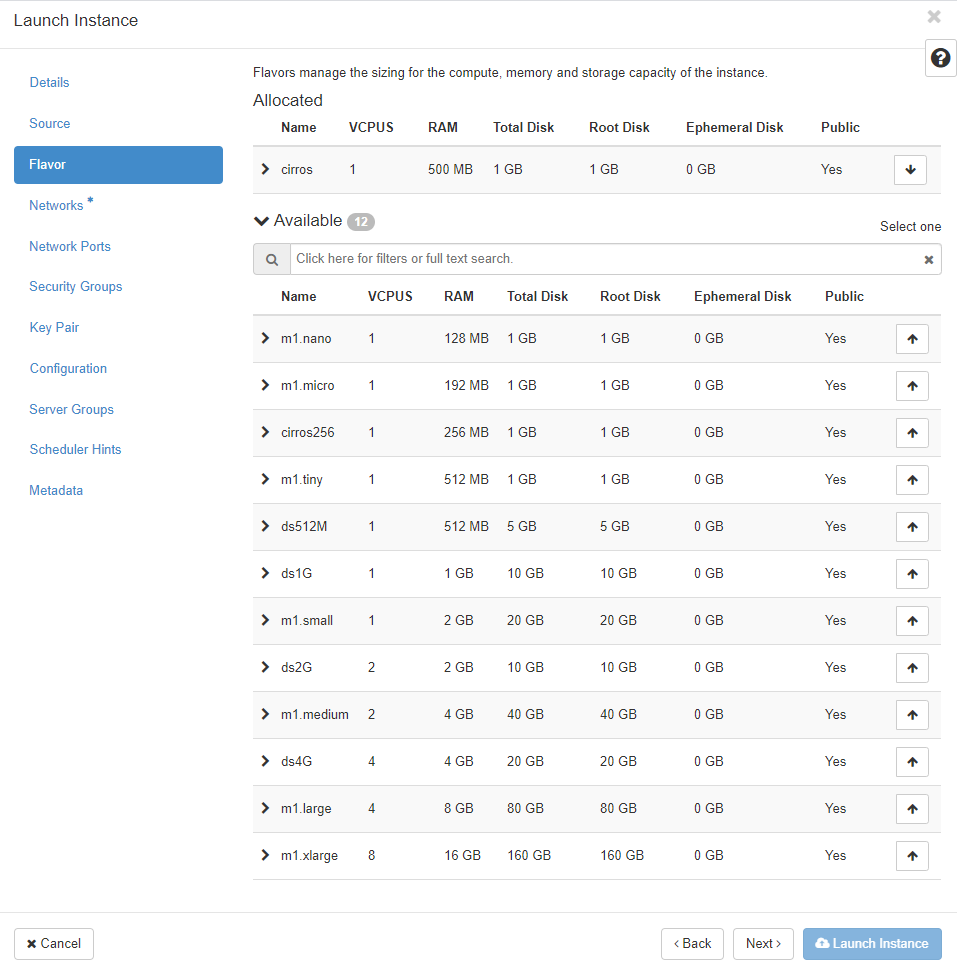 Launch Instance
Details
Source
Flavor
Networks *
Network Ports
Security Groups
Key Pair
Configuration
Server Groups
Scheduler Hints
Metadata
Flavors manage the sizing for the compute, memory and storage capacity of the instance.
Allocated
Name VCPUS RAM Total Disk Root Disk Ephemeral Disk Public
cirros 1 500 MB 1 GB 1 GB 0 GB Yes
Available 12
Select one
Click here for filters or full text search.
Name VCPUS RAM Total Disk Root Disk Ephemeral Disk Public
m1.nano 1 128 MB 1 GB 1 GB 0 GB Yes
m1.micro 1 192 MB 1 GB 1 GB 0 GB Yes
cirros256 1 256 MB 1 GB 1 GB 0 GB Yes
m1.tiny 1 512 MB 1 GB 1 GB 0 GB Yes
ds512M 1 512 MB 5 GB 5 GB 0 GB Yes
ds1G 1 1 GB 10 GB 10 GB 0 GB Yes
m1.small 1 2 GB 20 GB 20 GB 0 GB Yes
ds2G 2 2 GB 10 GB 10 GB 0 GB Yes
m1.medium 2 4 GB 40 GB 40 GB 0 GB Yes
ds4G 4 4 GB 20 GB 20 GB 0 GB Yes
m1.large 4 8 GB 80 GB 80 GB 0 GB Yes
m1.xlarge 8 16 GB 160 GB 160 GB 0 GB Yes
Cancel
‹ Back
Next ›
Launch Instance